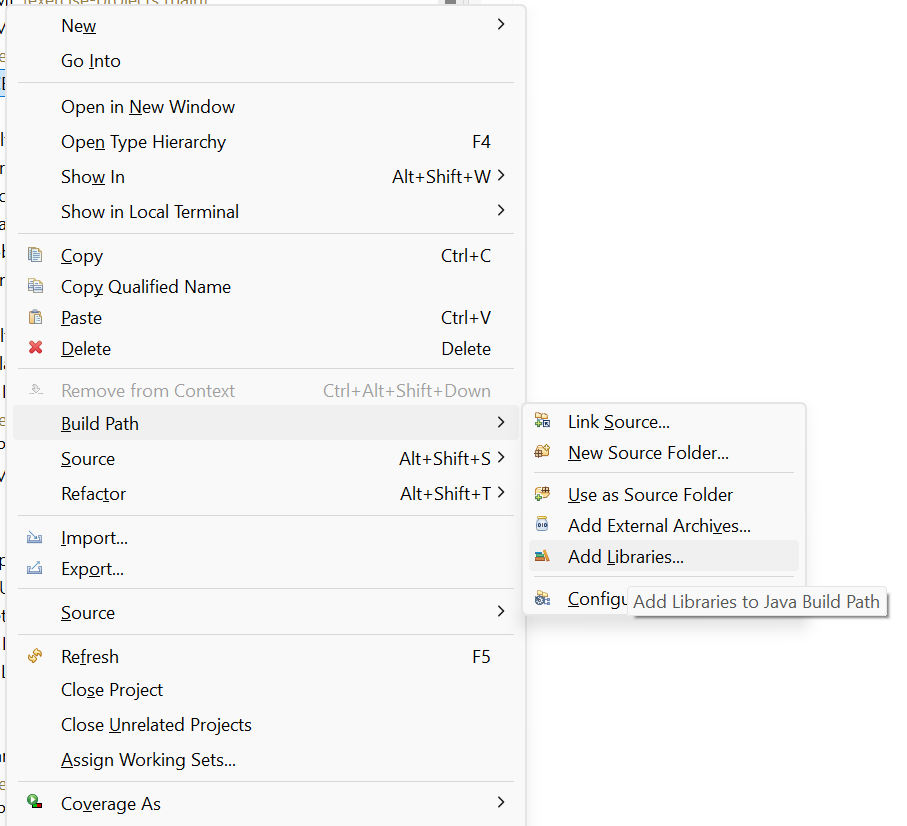 New
Go Into
Open in New Window
Open Type Hierarchy F4
Show In Alt+Shift+W
Show in Local Terminal
Copy Ctrl+C
Copy Qualified Name
Paste Ctrl+V
Delete Delete
Remove from Context Ctrl+Alt+Shift+Down
Build Path
Source Alt+Shift+S
Refactor Alt+Shift+T
Import...
Export...
Source
Refresh F5
Close Project
Close Unrelated Projects
Assign Working Sets...
Coverage As
Link Source...
New Source Folder...
Use as Source Folder
Add External Archives...
Add Libraries...
Configu
Add Libraries to Java Build Path